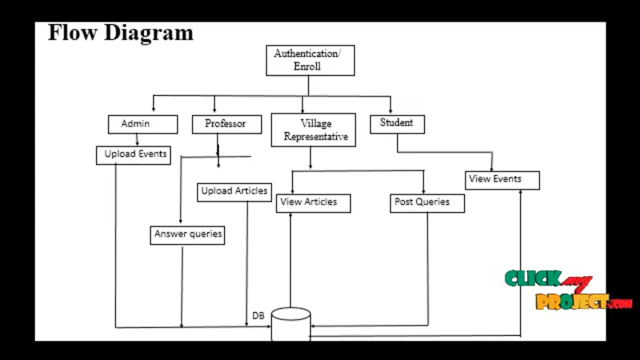 Flow Diagram
Authentication/
Enroll
Admin
Professor
Village
Representative
Student
Upload Events
View Events
Upload Articles
View Articles
Post Queries
Answer queries
DB
CLICK my
PROJECT.com